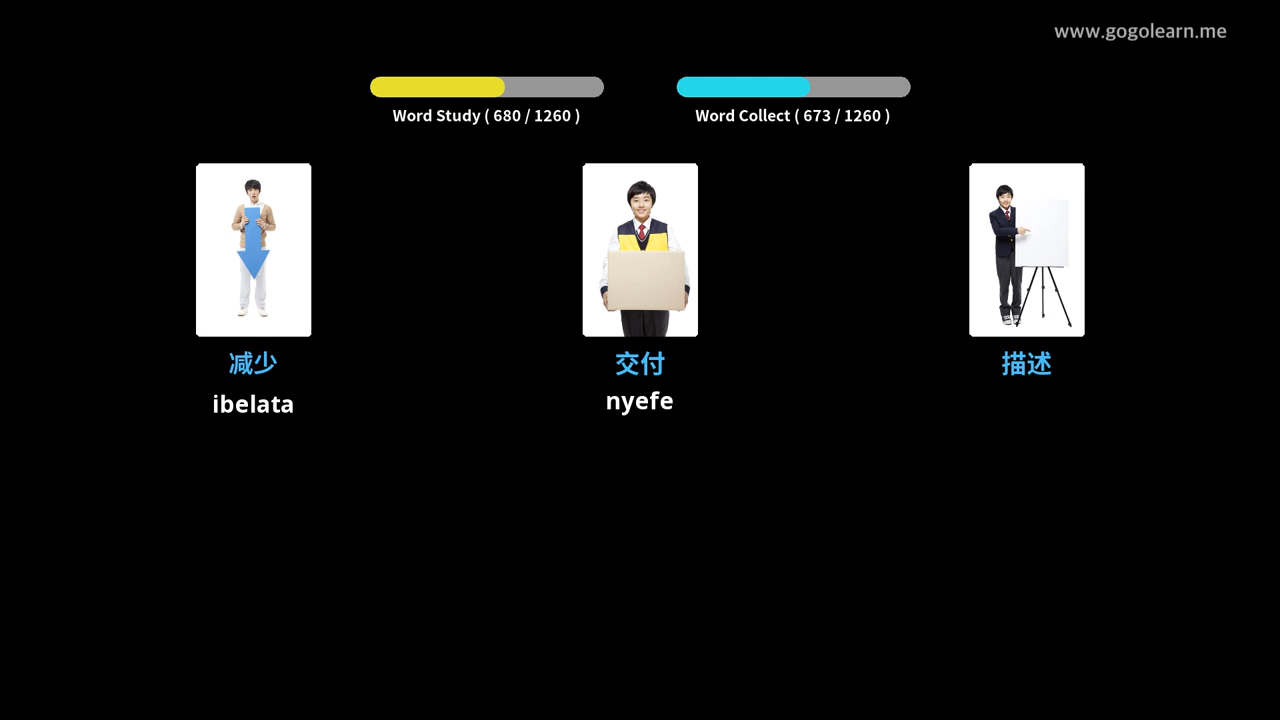 www.gogolearn.me
Word Study ( 680 / 1260 )
Word Collect ( 673 / 1260 )
减少
交付
描述
ibelata
nyefe